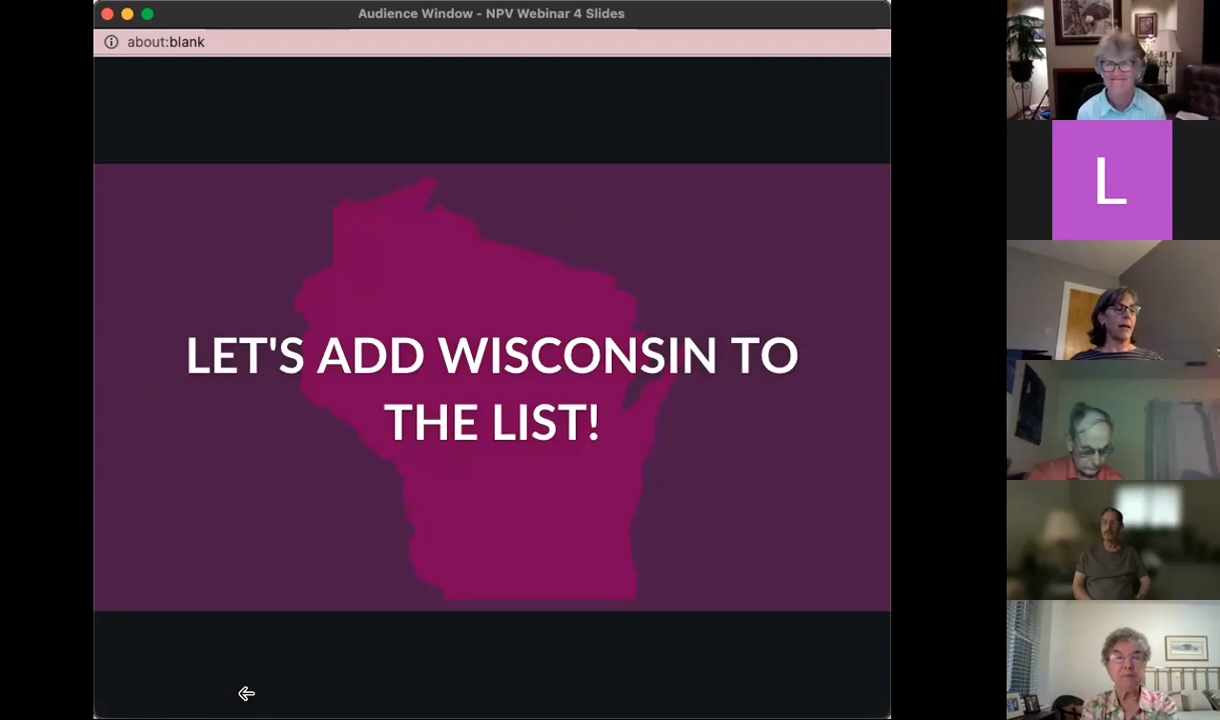 Audience Window - NPV Webinar 4 Slides
about:blank
L
LET'S ADD WISCONSIN TO
THE LIST!